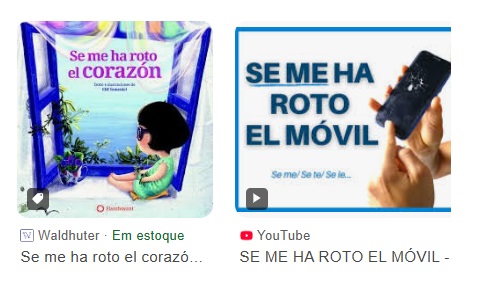 Se me ha roto
el corazón
SE ME HA
ROTO
EL MÓVIL
Se me/ Se te/ Se le...
Waldhuter · Em estoque
Se me ha roto el corazó...
YouTube
SE ME HA ROTO EL MÓVIL -